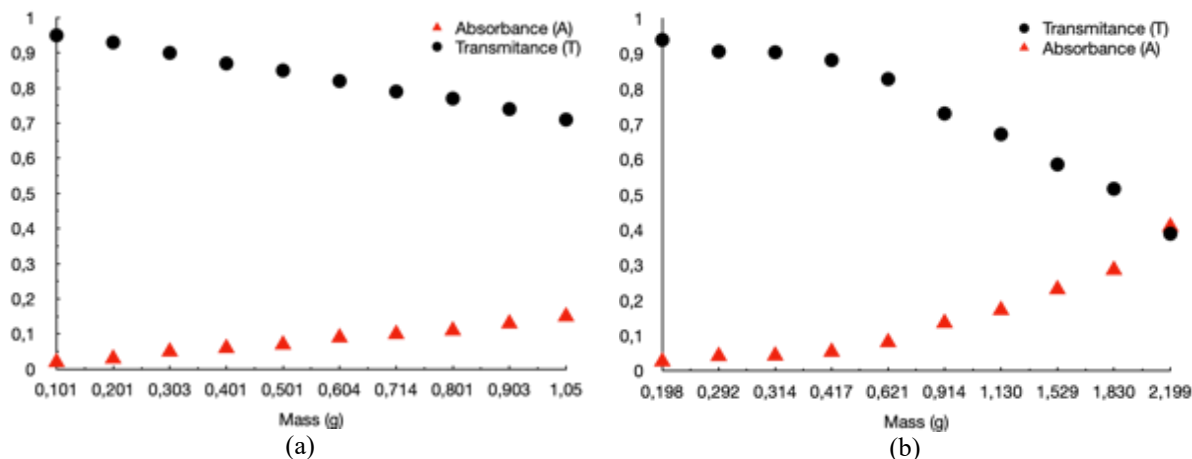 1
0,9
0,8
0,7
0,6
0,5
0,4
0,3
0,2
0,1
0
Absorbance (A)
Transmitance (T)
0,101 0,201 0,303 0,401 0,501 0,604 0,714 0,801 0,903 1,05
Mass (g)
(a)
1
0,9
0,8
0,7
0,6
0,5
0,4
0,3
0,2
0,1
0
Transmitance (T)
Absorbance (A)
0,198 0,292 0,314 0,417 0,621 0,914 1,130 1,529 1,830 2,199
Mass (g)
(b)